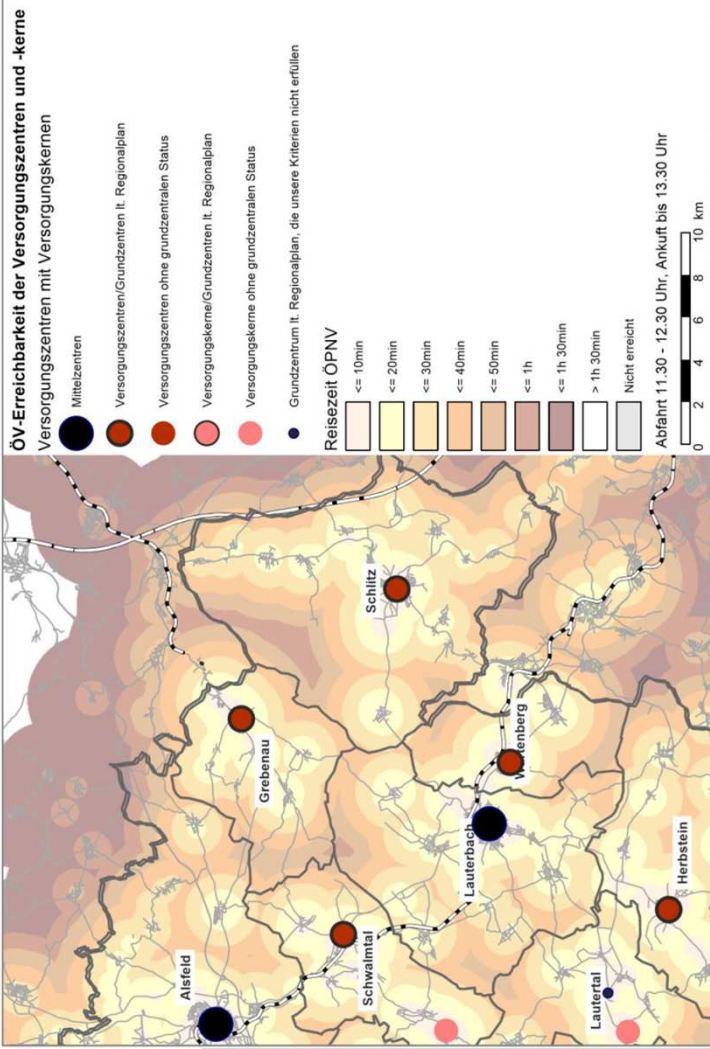 ÖV-Erreichbarkeit der Versorgungszentren und -kerne
Versorgungszentren mit Versorgungskernen
Mittelzentren
Versorgungszentren/Grundzentren lt. Regionalplan
Versorgungszentren ohne grundzentralen Status
Versorgungskerne/Grundzentren lt. Regionalplan
Versorgungskerne ohne grundzentralen Status
Grundzentrum lt. Regionalplan, die unsere Kriterien nicht erfüllen
Reisezeit ÖPNV
<= 10min
<= 20min
<= 30min
<= 40min
<= 50min
<= 1h
<= 1h 30min
> 1h 30min
Nicht erreicht
Abfahrt 11.30 - 12.30 Uhr, Ankuft bis 13.30 Uhr
0 2 4 6 8 10 km
Alsfeld
Grebenau
Schlitz
Schwalmtal
Lauterbach
Lautertal
Herbstein